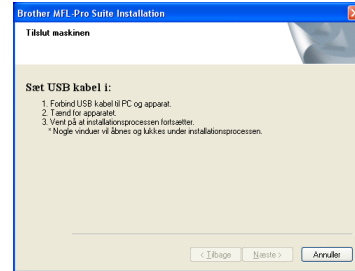 Brother MFL-Pro Suite Installation
Tilslut maskinen
Sæt USB kabel i:
1. Forbind USB kabel til PC og apparat.
2. Tænd for apparatet.
3. Vent på at installationsprocessen fortsætter.
* Nogle vinduer vil åbnes og lukkes under installationsprocessen.
< Tilbage Næste > Annuller